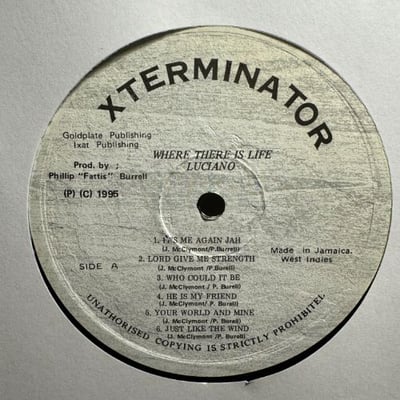 XTERMINATOR
Goldplate Publishing
Ixat Publishing
Prod. by ;
Phillip "Fattis" Burrell
(P) (C) 1995
WHERE THERE IS LIFE
LUCIANO
SIDE A
1. IT'S ME AGAIN JAH
(J. McClymont /P. Burell)
2. LORD GIVE ME STRENGTH
(J. McClymont /P. Burell)
3. WHO COULD IT BE
(J. McClymont / P. Burell)
4. HE IS MY FRIEND
(J. McClymont / P. Burell)
5. YOUR WORLD AND MINE
(J. McClymont /P. Burell)
6. JUST LIKE THE WIND
(J. McClymont /P. Burell)
Made in Jamaica.
West Indies
UNATHORISED COPYING IS STRICTLY PROHIBITEL